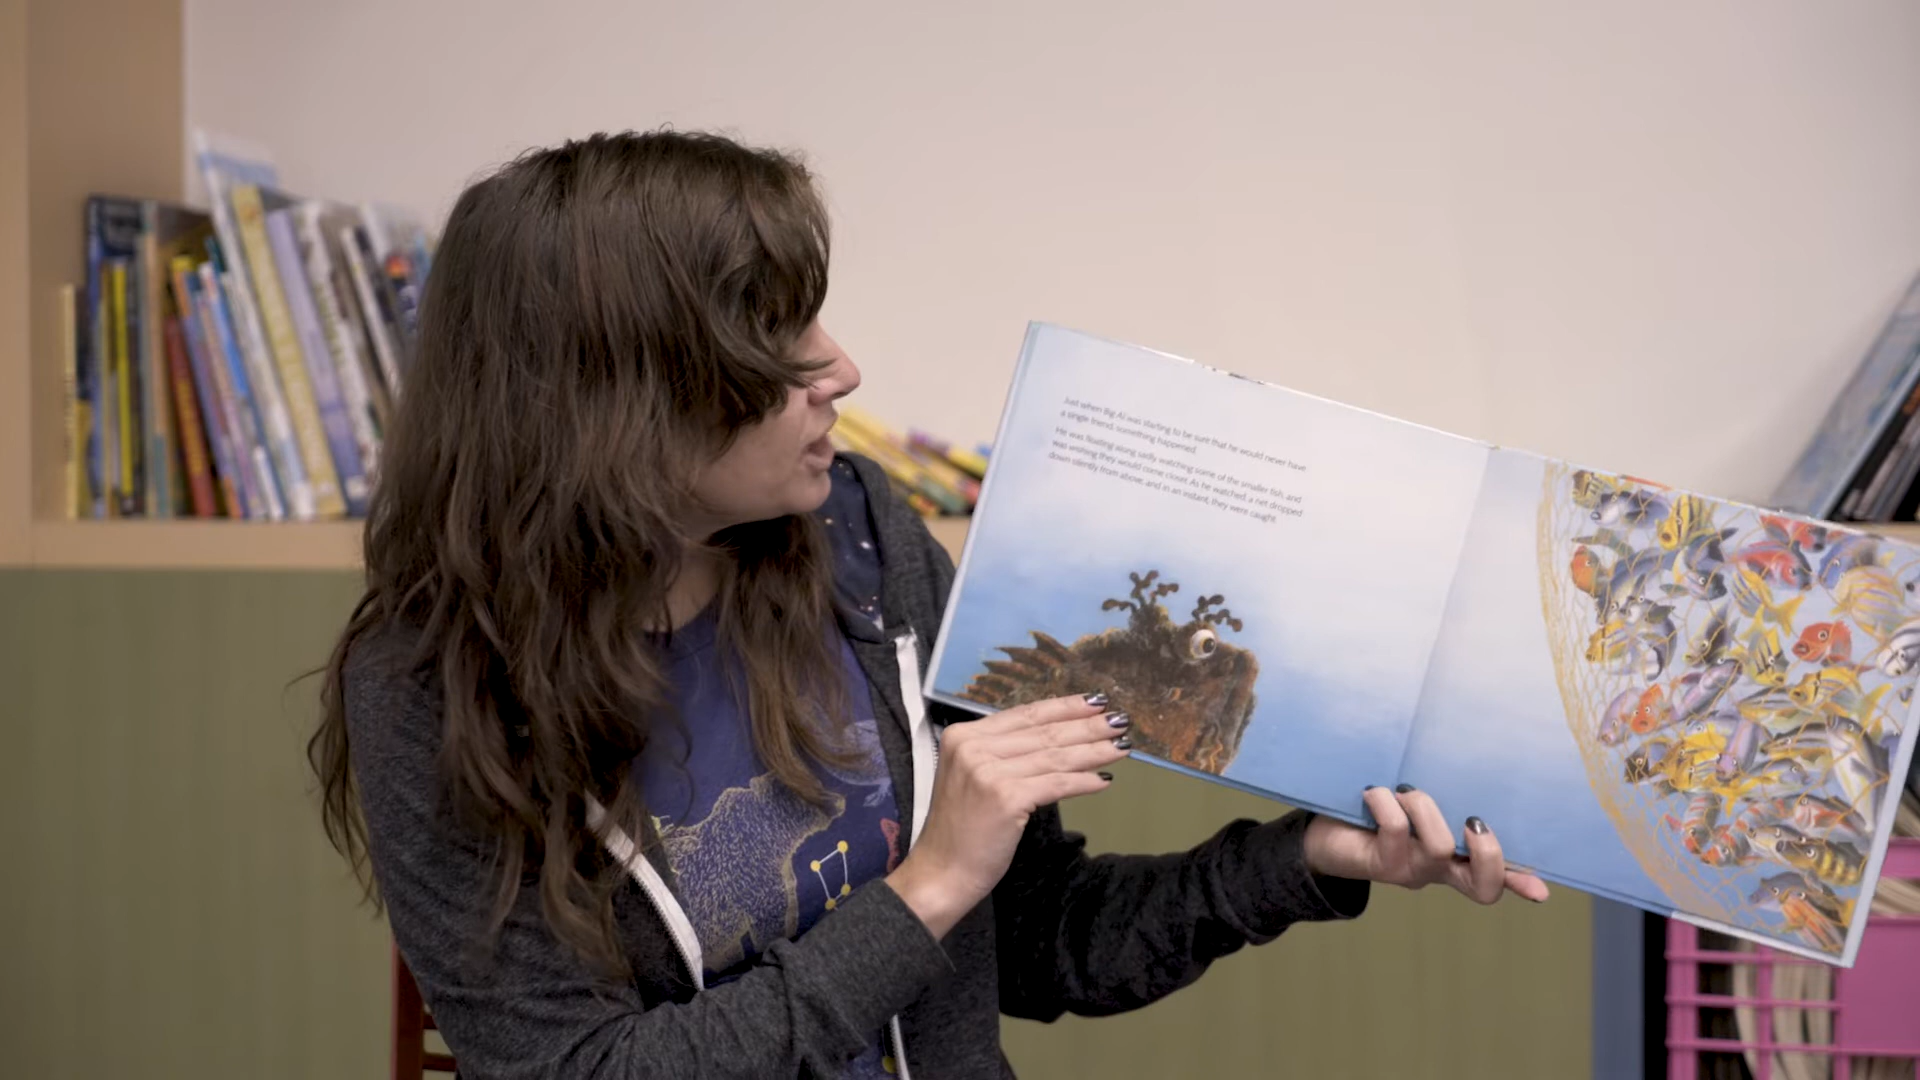 Just when Big Al was starting to be sure that he would never have
a single friend, something happened.
He was floating along sadly watching some of the smaller fish, and
was wishing they would come closer. As he watched, a net dropped
down silently from above, and in an instant, they were caught.